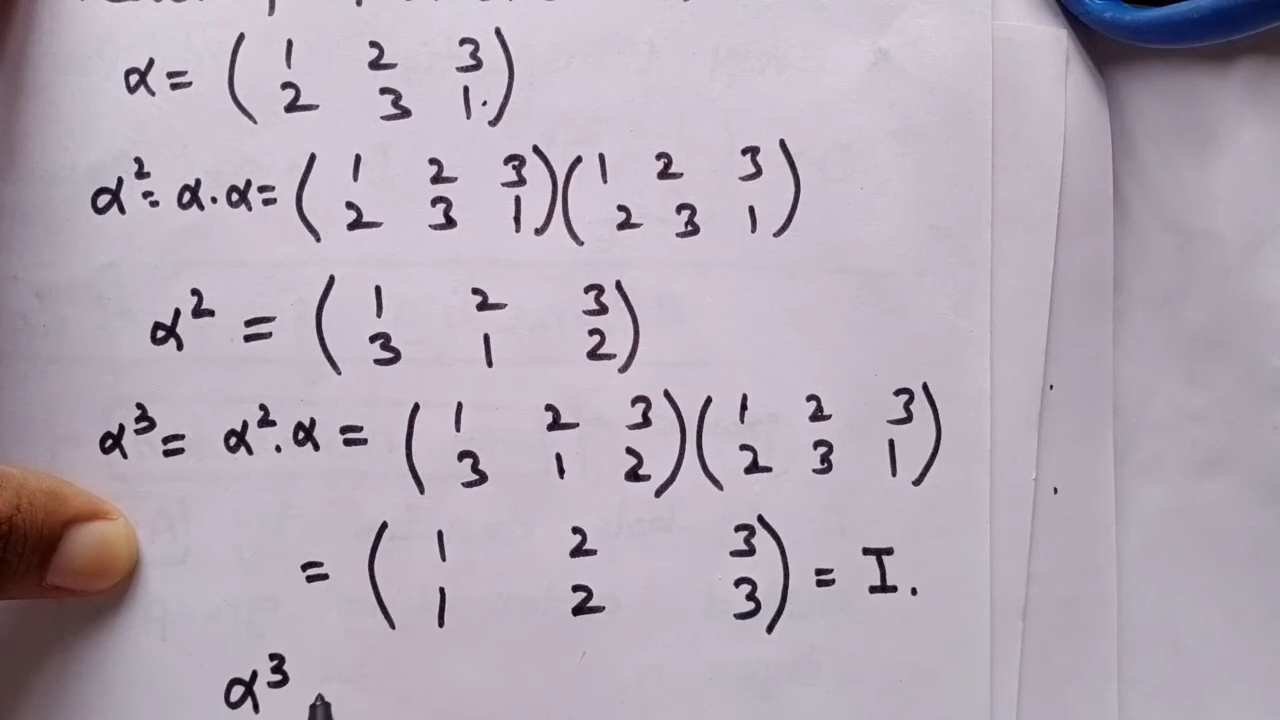 α = ( 1 2 3
2 3 1. )
α² = α . α = ( 1 2 3 ) ( 1 2 3 )
2 3 1 2 3 1
α² = ( 1 2 3
3 1 2 )
α³ = α² . α = ( 1 2 3 ) ( 1 2 3 )
3 1 2 2 3 1
= ( 1 2 3 ) = I.
1 2 3
α³